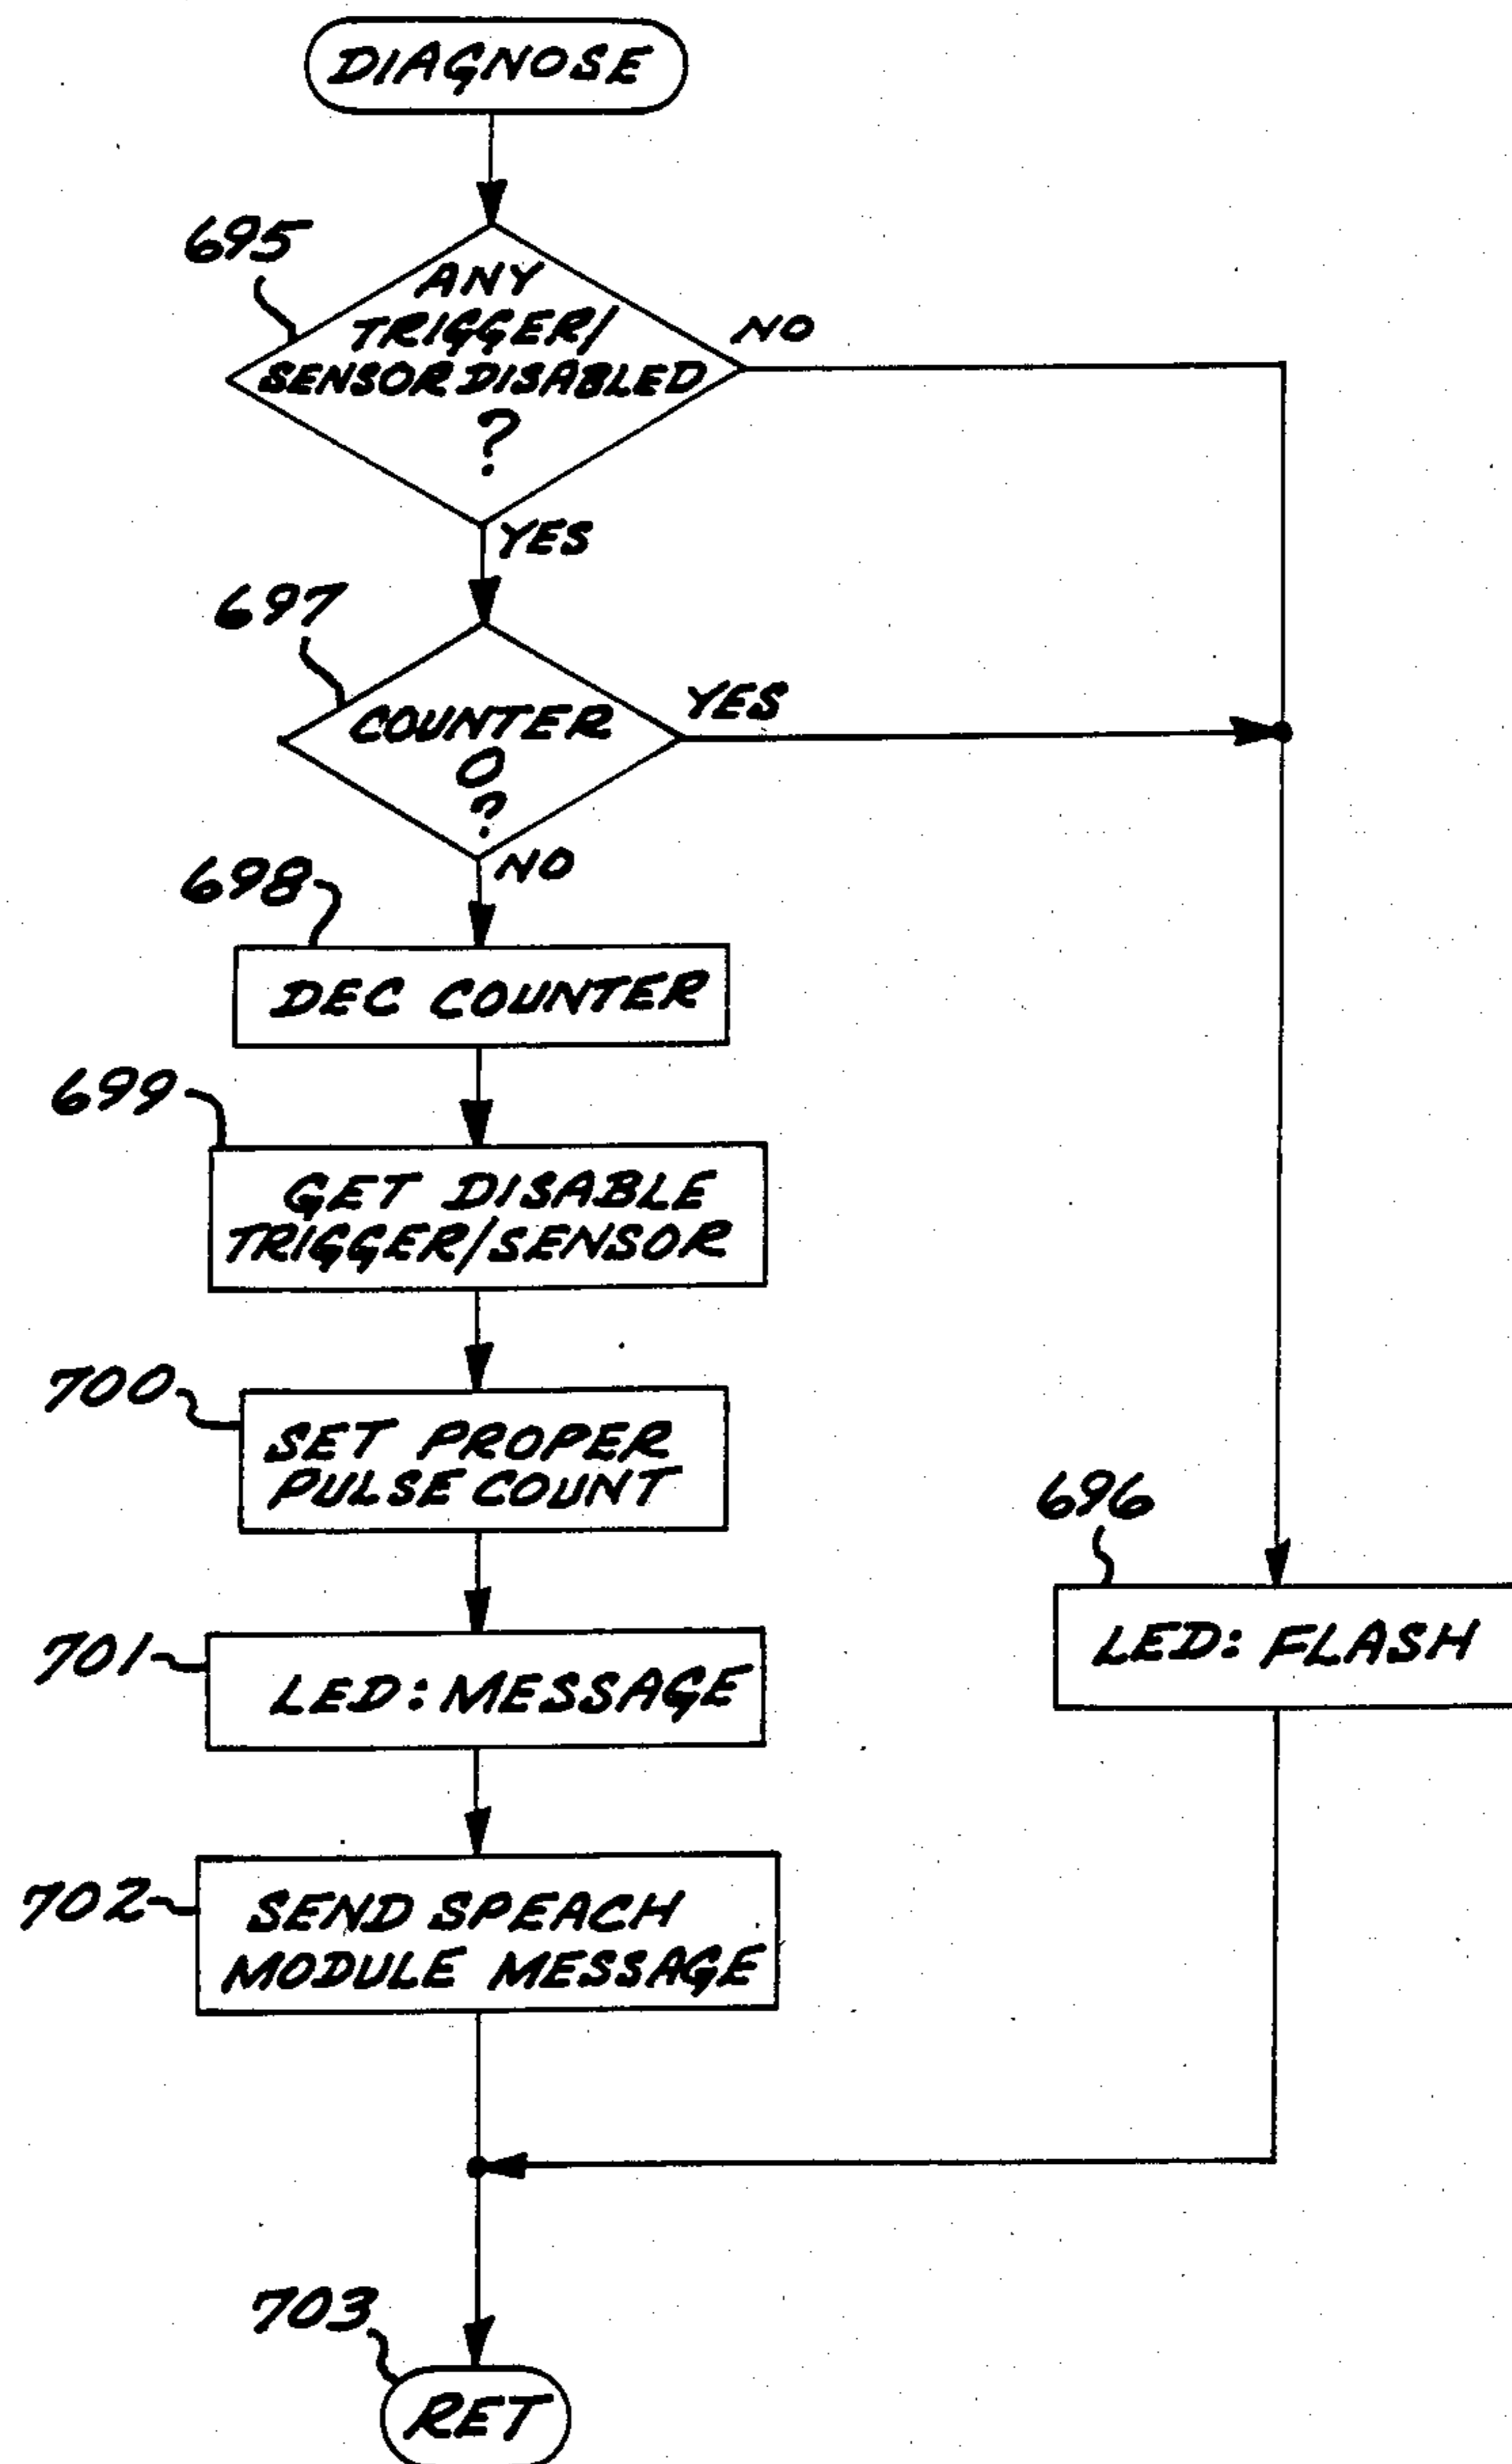 DIAGNOSE
695
ANY
TRIGGER/
SENSOR DISABLED
?
NO
YES
697
COUNTER
0
?
YES
NO
698
DEC COUNTER
699
GET DISABLE
TRIGGER/SENSOR
700
SET PROPER
PULSE COUNT
696
LED: FLASH
701
LED: MESSAGE
702
SEND SPEACH
MODULE MESSAGE
703
RET